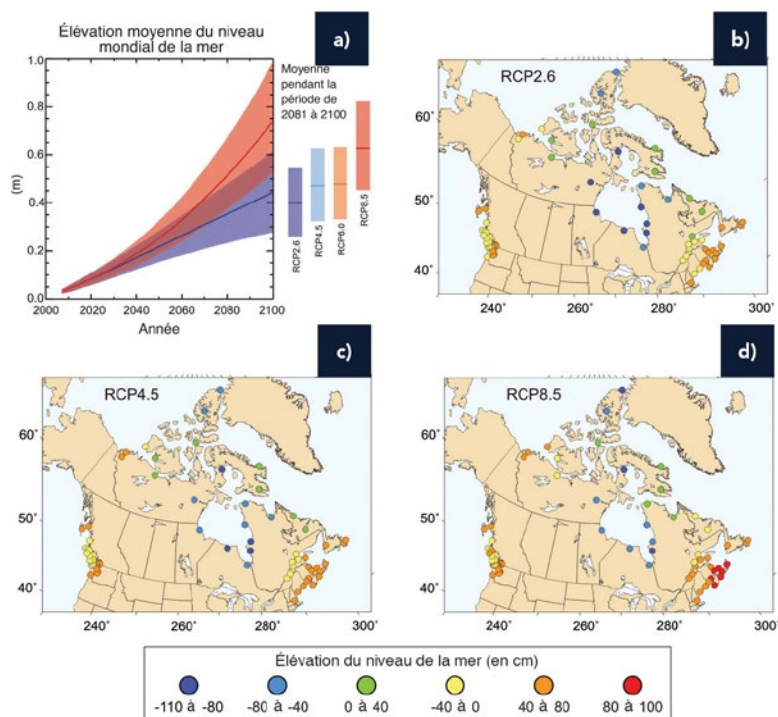 Élévation moyenne du niveau
mondial de la mer
a)
Moyenne
pendant la
période de
2081 à 2100
1.0
0.8
0.6
0.4
0.2
0.0
(m)
2000
2020
2040
2060
2080
2100
Année
RCP2.6
RCP4.5
RCP6.0
RCP8.5
b)
RCP2.6
60°
50°
40°
240°
260°
280°
300°
c)
RCP4.5
60°
50°
40°
240°
260°
280°
300°
d)
RCP8.5
60°
50°
40°
240°
260°
280°
300°
Élévation du niveau de la mer (en cm)
-110 à -80
-80 à -40
0 à 40
-40 à 0
40 à 80
80 à 100